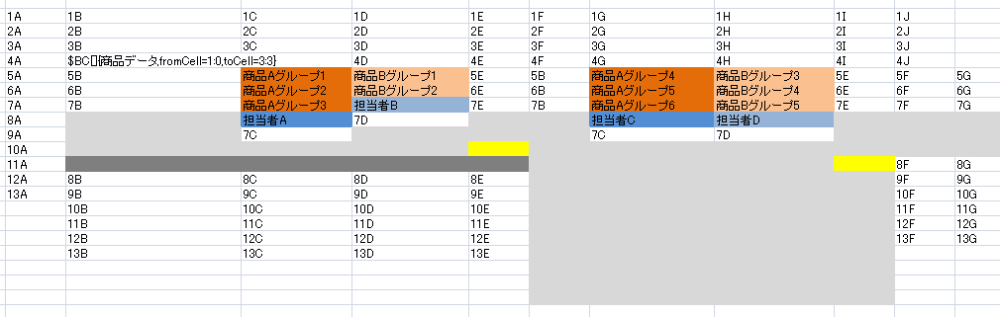 1A 1B 1C 1D 1E 1F 1G 1H 1I 1J
2A 2B 2C 2D 2E 2F 2G 2H 2I 2J
3A 3B 3C 3D 3E 3F 3G 3H 3I 3J
4A $BC[]{商品データ,fromCell=1:0,toCell=3:3} 4D 4E 4F 4G 4H 4I 4J
5A 5B 商品Aグループ1 商品Bグループ1 5E 5B 商品Aグループ4 商品Bグループ3 5E 5F 5G
6A 6B 商品Aグループ2 商品Bグループ2 6E 6B 商品Aグループ5 商品Bグループ4 6E 6F 6G
7A 7B 商品Aグループ3 担当者B 7E 7B 商品Aグループ6 商品Bグループ5 7E 7F 7G
8A 担当者A 7D 担当者C 担当者D
9A 7C 7C 7D
10A
11A 8F 8G
12A 8B 8C 8D 8E 9F 9G
13A 9B 9C 9D 9E 10F 10G
10B 10C 10D 10E 11F 11G
11B 11C 11D 11E 12F 12G
12B 12C 12D 12E 13F 13G
13B 13C 13D 13E